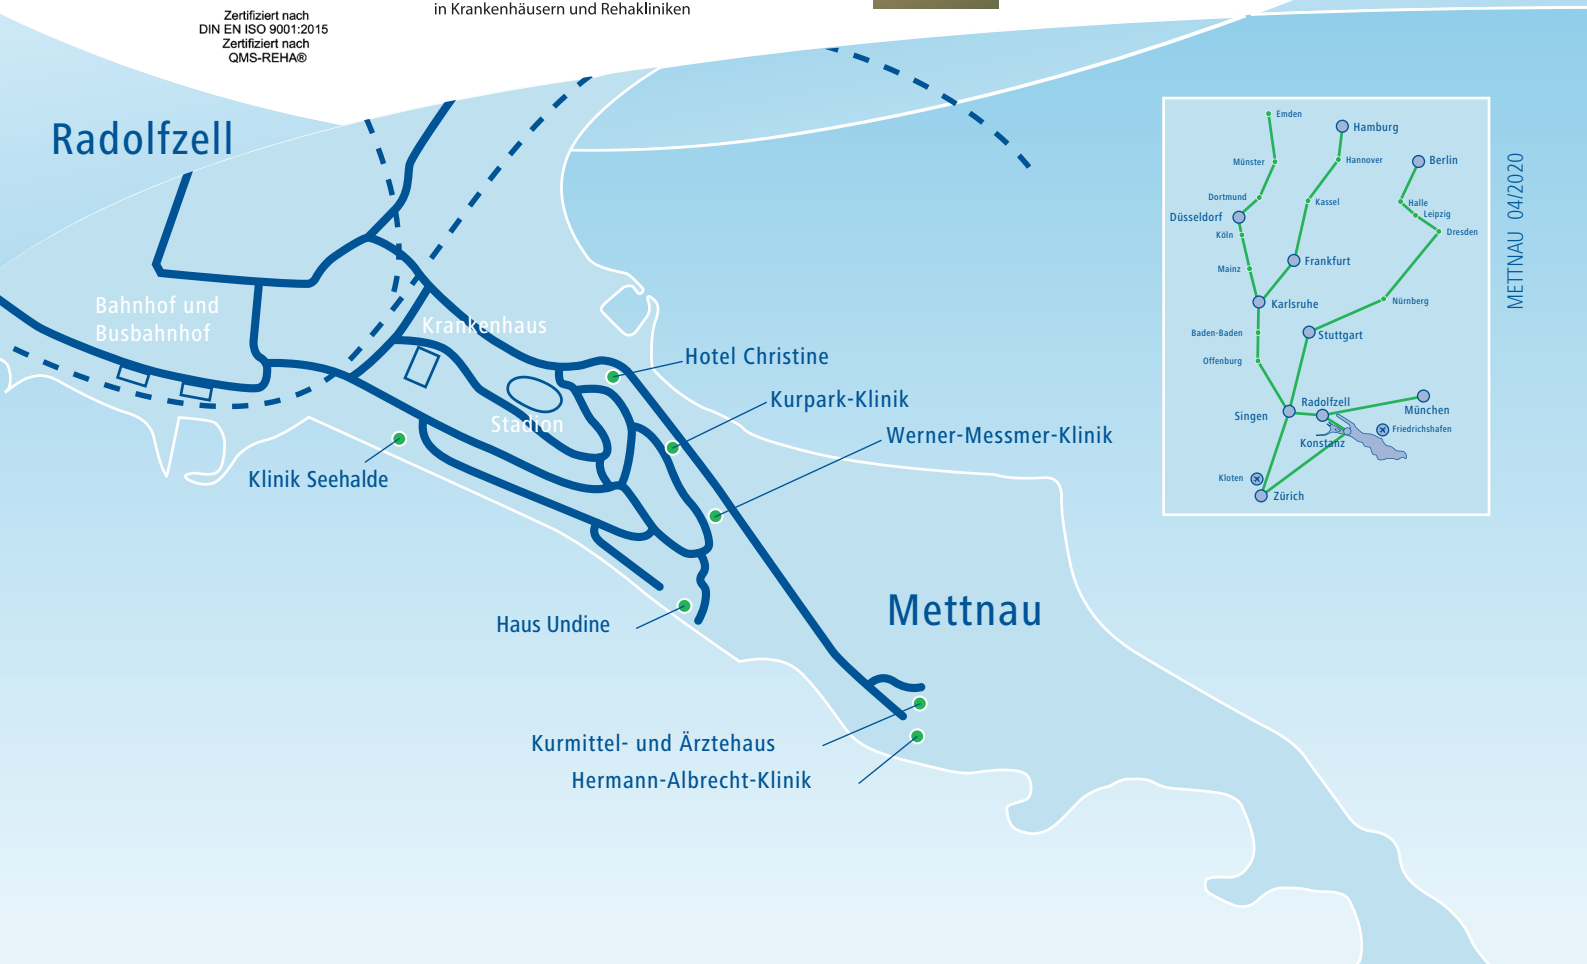 Zertifiziert nach
DIN EN ISO 9001:2015
Zertifiziert nach
QMS-REHA®
in Krankenhäusern und Rehakliniken
Radolfzell
Bahnhof und
Busbahnhof
Krankenhaus
Stadion
Hotel Christine
Kurpark-Klinik
Werner-Messmer-Klinik
Klinik Seehalde
Haus Undine
Mettnau
Kurmittel- und Ärztehaus
Hermann-Albrecht-Klinik
Emden
Hamburg
Münster
Hannover
Berlin
Dortmund
Kassel
Halle
Leipzig
Düsseldorf
Köln
Dresden
Mainz
Frankfurt
Karlsruhe
Nürnberg
Baden-Baden
Stuttgart
Offenburg
Radolfzell
München
Singen
Friedrichshafen
Konstanz
Kloten
Zürich
METTNAU 04/2020